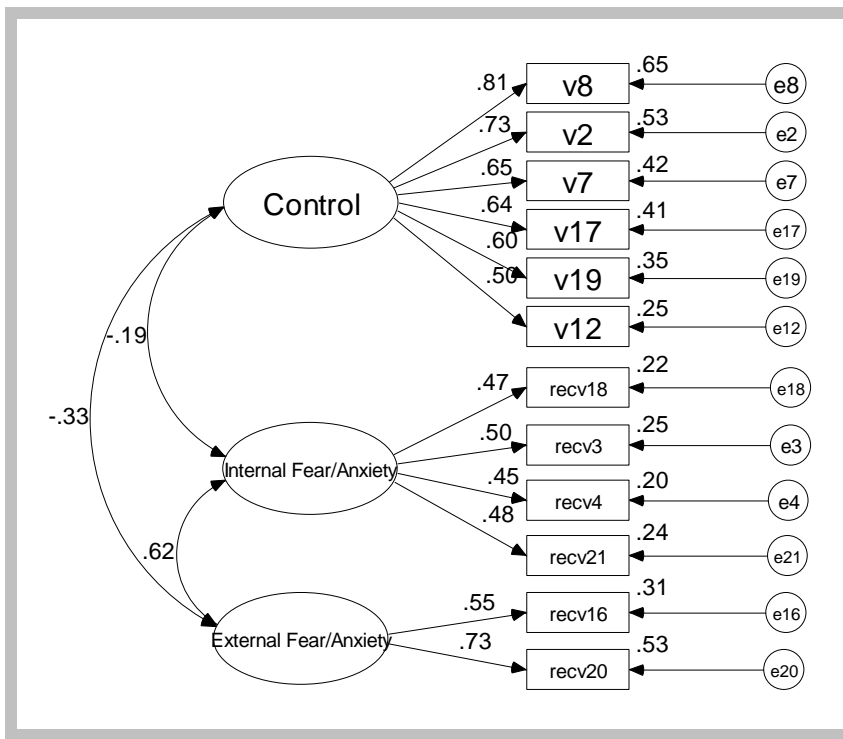 .81 v8 .65 e8
.73 v2 .53 e2
.65 v7 .42 e7
Control
.64 v17 .41 e17
.60 v19 .35 e19
.50 v12 .25 e12
-.19
-.33
.47 recv18 .22 e18
.50 recv3 .25 e3
Internal Fear/Anxiety
.45 recv4 .20 e4
.48 recv21 .24 e21
.62
.55 recv16 .31 e16
External Fear/Anxiety
.73 recv20 .53 e20